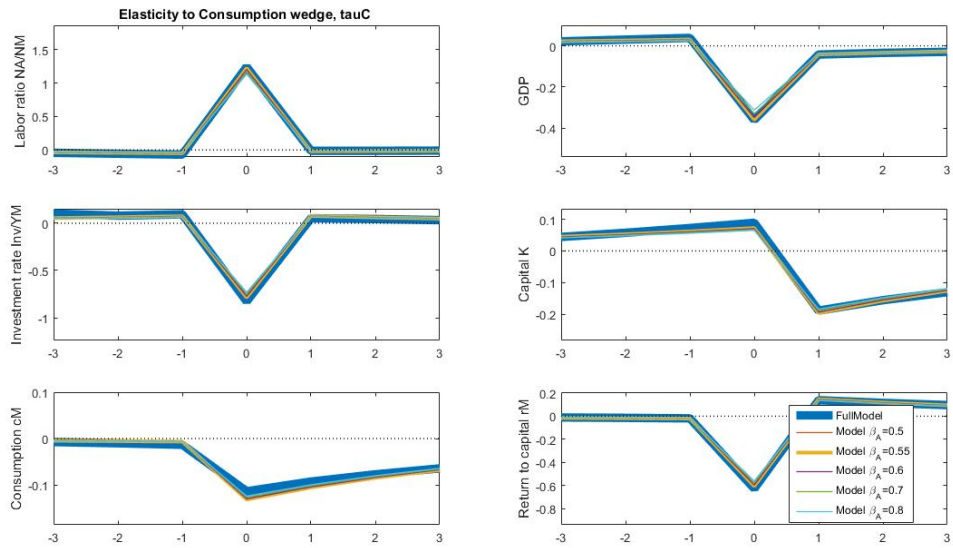 Elasticity to Consumption wedge, tauC
Labor ratio NA/NM
1.5
1
0.5
0
-3 -2 -1 0 1 2 3
GDP
0
-0.2
-0.4
-3 -2 -1 0 1 2 3
Investment rate Inv/YM
0
-0.5
-1
-3 -2 -1 0 1 2 3
Capital K
0.1
0
-0.1
-0.2
-3 -2 -1 0 1 2 3
Consumption cM
0.1
0
-0.1
-3 -2 -1 0 1 2 3
Return to capital rM
0.2
0
-0.2
-0.4
-0.6
-0.8
-3 -2 -1 0 1 2 3
FullModel
Model β_A=0.5
Model β_A=0.55
Model β_A=0.6
Model β_A=0.7
Model β_A=0.8